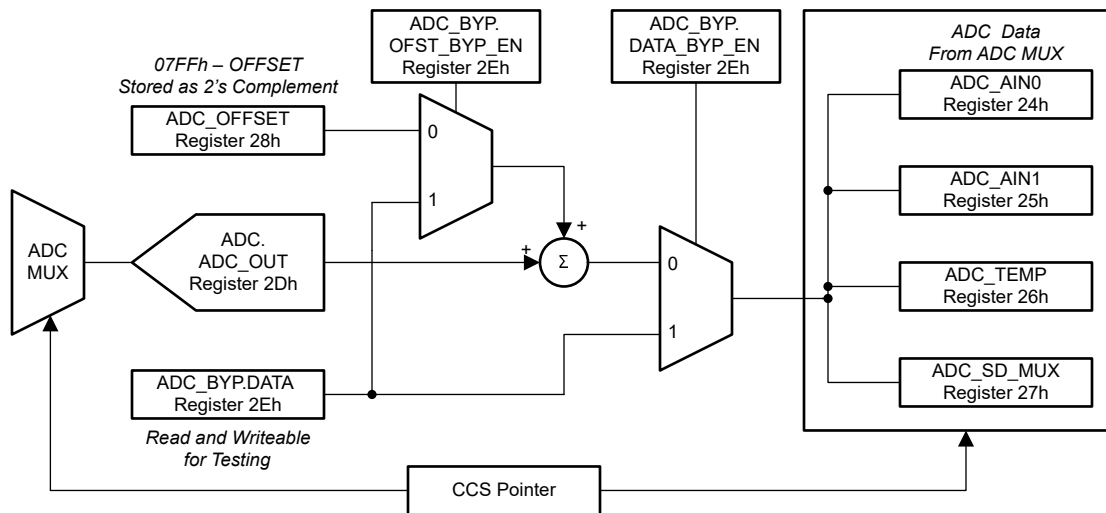 ADC_BYP.
OFST_BYP_EN
Register 2Eh
ADC_BYP.
DATA_BYP_EN
Register 2Eh
ADC Data
From ADC MUX
07FFh – OFFSET
Stored as 2's Complement
ADC_OFFSET
Register 28h
0
1
ADC_AIN0
Register 24h
ADC_AIN1
Register 25h
ADC
MUX
ADC.
ADC_OUT
Register 2Dh
+
+
Σ
0
1
ADC_TEMP
Register 26h
ADC_SD_MUX
Register 27h
ADC_BYP.DATA
Register 2Eh
Read and Writeable
for Testing
CCS Pointer